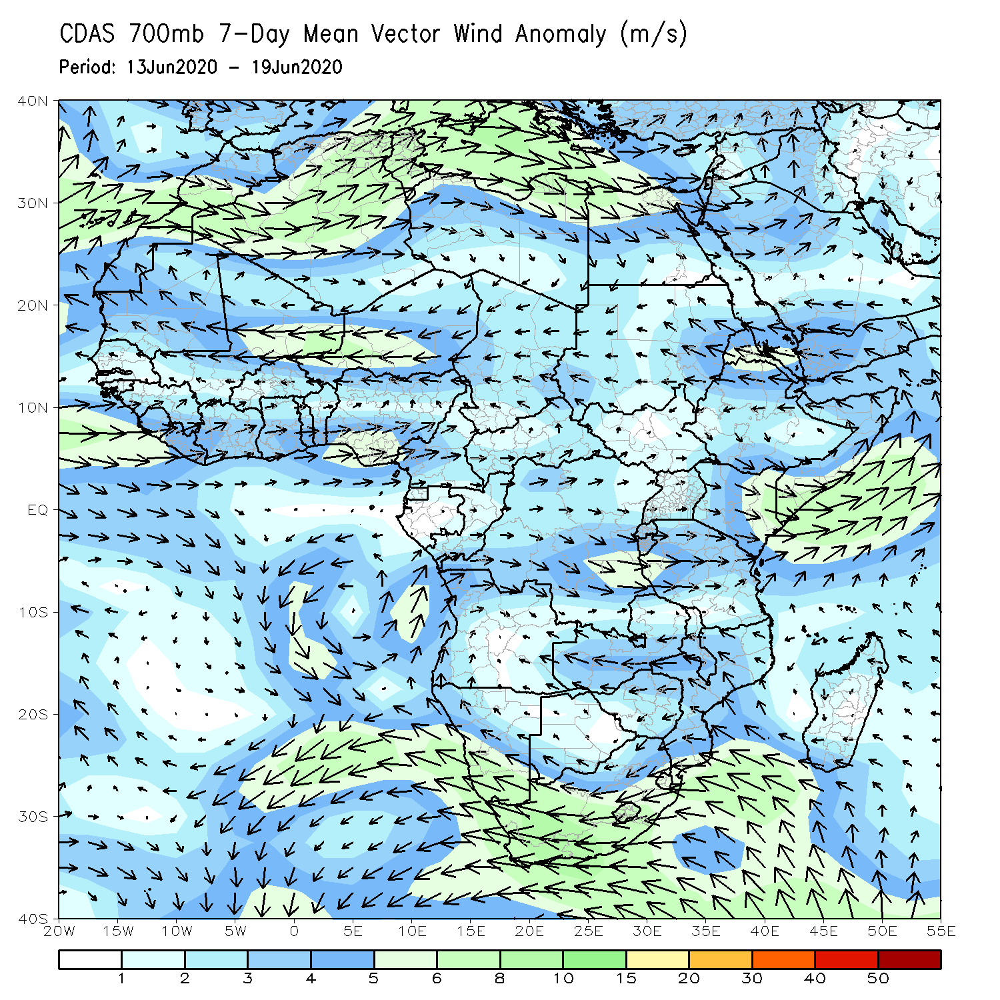 CDAS 700mb 7-Day Mean Vector Wind Anomaly (m/s)
Period: 13Jun2020 - 19Jun2020
40N
30N
20N
10N
EQ
10S
20S
30S
40S
20W 15W 10W 5W 0 5E 10E 15E 20E 25E 30E 35E 40E 45E 50E 55E
1 2 3 4 5 6 8 10 15 20 30 40 50